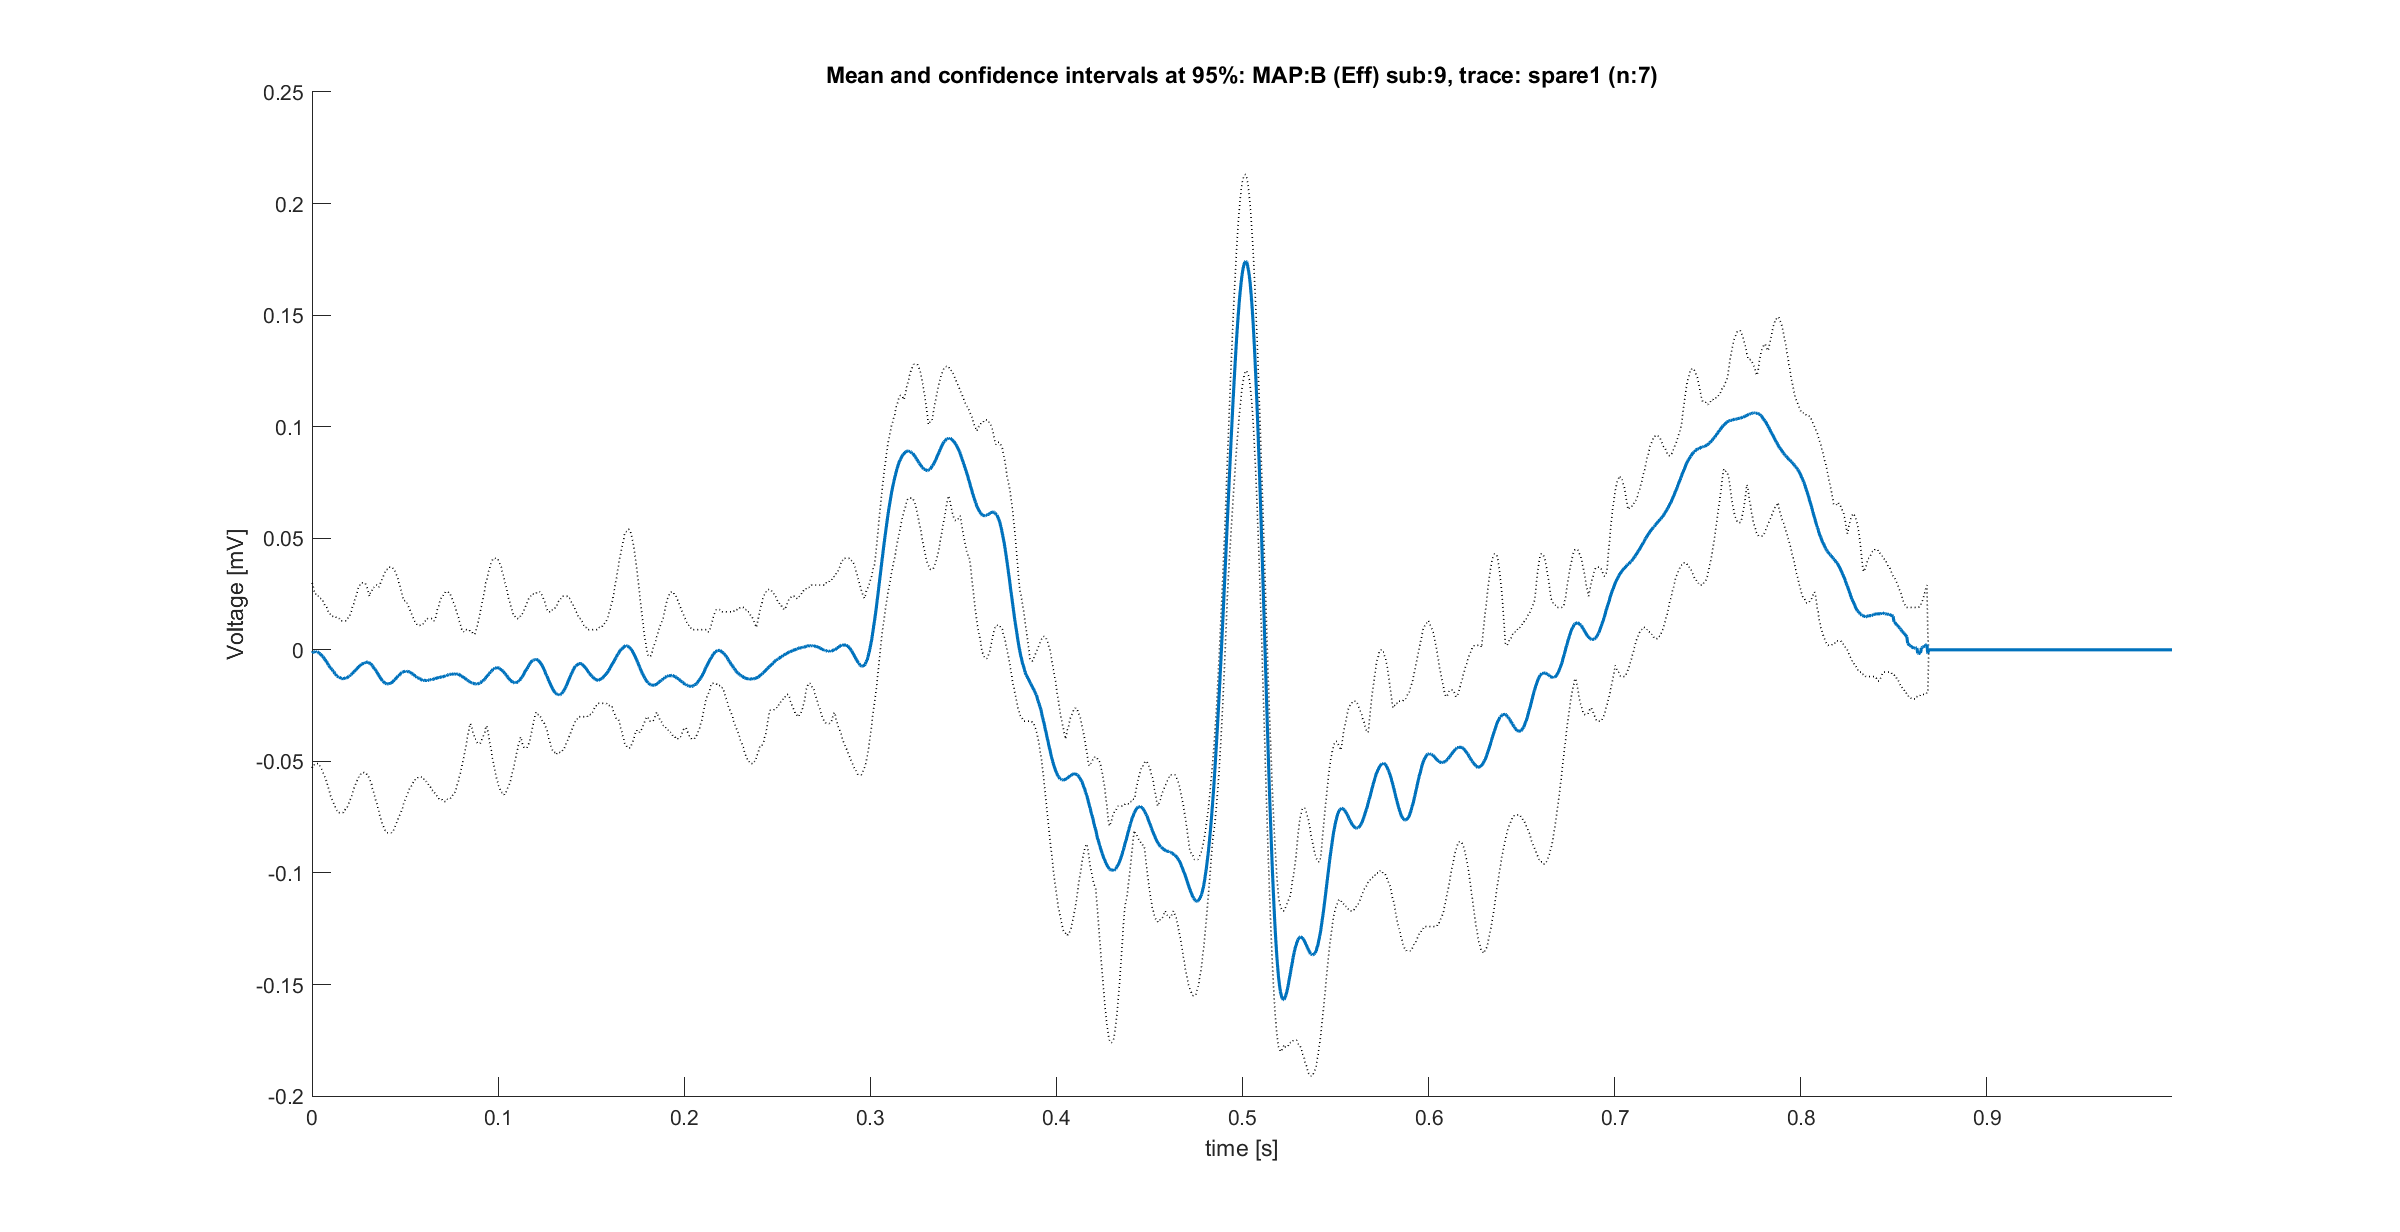 Mean and confidence intervals at 95%: MAP:B (Eff) sub:9, trace: spare1 (n:7)
0.25
0.2
0.15
0.1
0.05
0
-0.05
-0.1
-0.15
-0.2
Voltage [mV]
0 0.1 0.2 0.3 0.4 0.5 0.6 0.7 0.8 0.9
time [s]